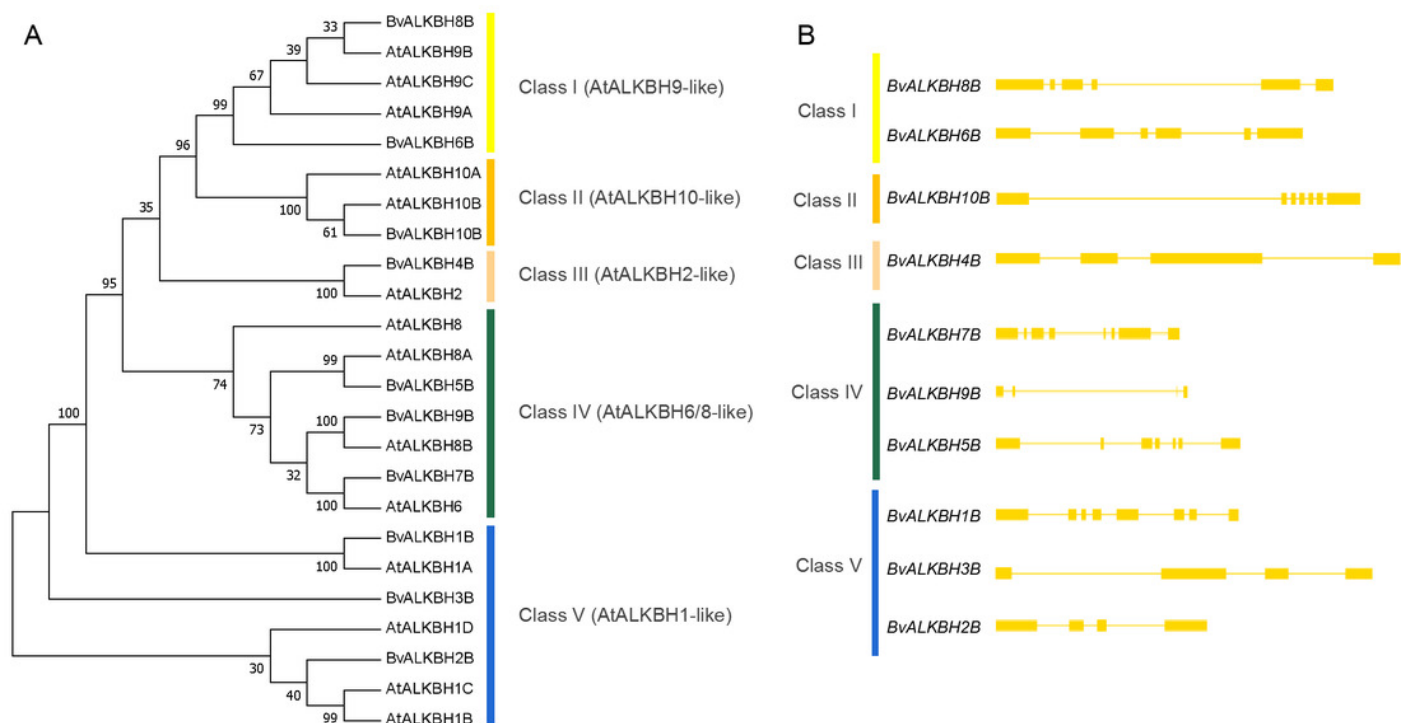 A
33
BvALKBH8B
39
AtALKBH9B
67
AtALKBH9C
99
AtALKBH9A
96
BvALKBH6B
Class I (AtALKBH9-like)
AtALKBH10A
35
100
AtALKBH10B
61
BvALKBH10B
Class II (AtALKBH10-like)
95
BvALKBH4B
100
AtALKBH2
Class III (AtALKBH2-like)
AtALKBH8
74
99
AtALKBH8A
BvALKBH5B
100
73
100
BvALKBH9B
AtALKBH8B
32
BvALKBH7B
100
AtALKBH6
Class IV (AtALKBH6/8-like)
BvALKBH1B
100
AtALKBH1A
BvALKBH3B
AtALKBH1D
30
BvALKBH2B
40
AtALKBH1C
99
AtALKBH1B
Class V (AtALKBH1-like)
B
Class I
BvALKBH8B
BvALKBH6B
Class II
BvALKBH10B
Class III
BvALKBH4B
Class IV
BvALKBH7B
BvALKBH9B
BvALKBH5B
Class V
BvALKBH1B
BvALKBH3B
BvALKBH2B